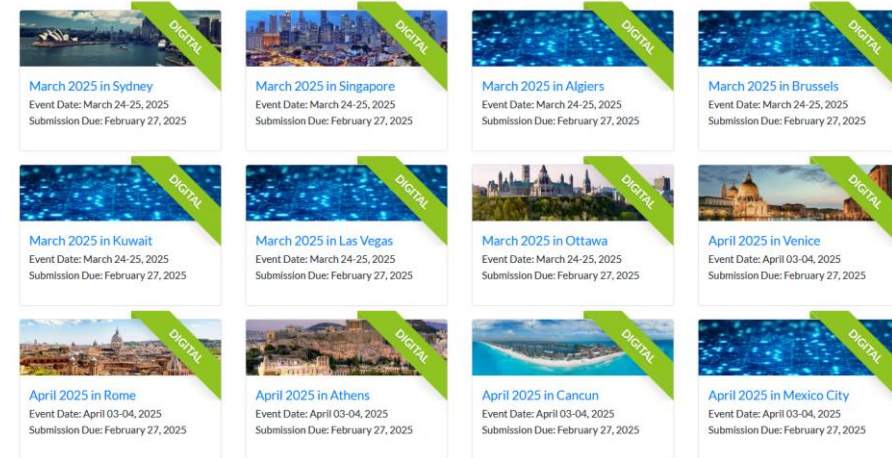 DIGITAL
March 2025 in Sydney
Event Date: March 24-25, 2025
Submission Due: February 27, 2025
DIGITAL
March 2025 in Singapore
Event Date: March 24-25, 2025
Submission Due: February 27, 2025
DIGITAL
March 2025 in Algiers
Event Date: March 24-25, 2025
Submission Due: February 27, 2025
DIGITAL
March 2025 in Brussels
Event Date: March 24-25, 2025
Submission Due: February 27, 2025
DIGITAL
March 2025 in Kuwait
Event Date: March 24-25, 2025
Submission Due: February 27, 2025
DIGITAL
March 2025 in Las Vegas
Event Date: March 24-25, 2025
Submission Due: February 27, 2025
DIGITAL
March 2025 in Ottawa
Event Date: March 24-25, 2025
Submission Due: February 27, 2025
DIGITAL
April 2025 in Venice
Event Date: April 03-04, 2025
Submission Due: February 27, 2025
DIGITAL
April 2025 in Rome
Event Date: April 03-04, 2025
Submission Due: February 27, 2025
DIGITAL
April 2025 in Athens
Event Date: April 03-04, 2025
Submission Due: February 27, 2025
DIGITAL
April 2025 in Cancun
Event Date: April 03-04, 2025
Submission Due: February 27, 2025
DIGITAL
April 2025 in Mexico City
Event Date: April 03-04, 2025
Submission Due: February 27, 2025